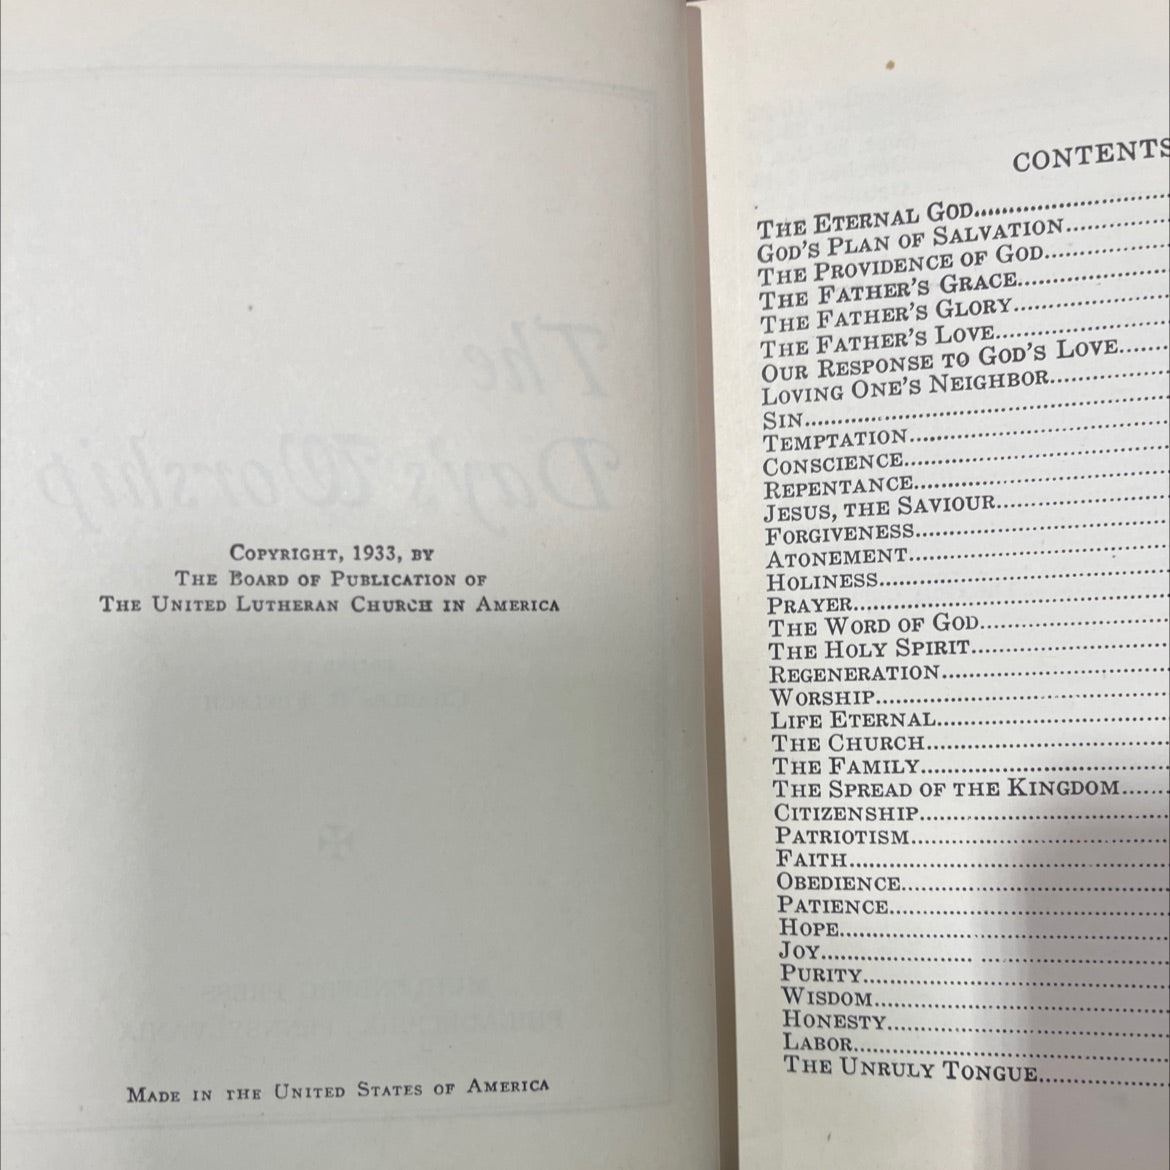 The
Day's Worship
COPYRIGHT, 1933, BY
THE BOARD OF PUBLICATION OF
THE UNITED LUTHERAN CHURCH IN AMERICA
MADE IN THE UNITED STATES OF AMERICA
CONTENTS
THE ETERNAL GOD
GOD'S PLAN OF SALVATION
THE PROVIDENCE OF GOD
THE FATHER'S GRACE
THE FATHER'S GLORY
THE FATHER'S LOVE
OUR RESPONSE TO GOD'S LOVE
LOVING ONE'S NEIGHBOR
SIN
TEMPTATION
CONSCIENCE
REPENTANCE
JESUS, THE SAVIOUR
FORGIVENESS
ATONEMENT
HOLINESS
PRAYER
THE WORD OF GOD
THE HOLY SPIRIT
REGENERATION
WORSHIP
LIFE ETERNAL
THE CHURCH
THE FAMILY
THE SPREAD OF THE KINGDOM
CITIZENSHIP
PATRIOTISM
FAITH
OBEDIENCE
PATIENCE
HOPE
JOY
PURITY
WISDOM
HONESTY
LABOR
THE UNRULY TONGUE